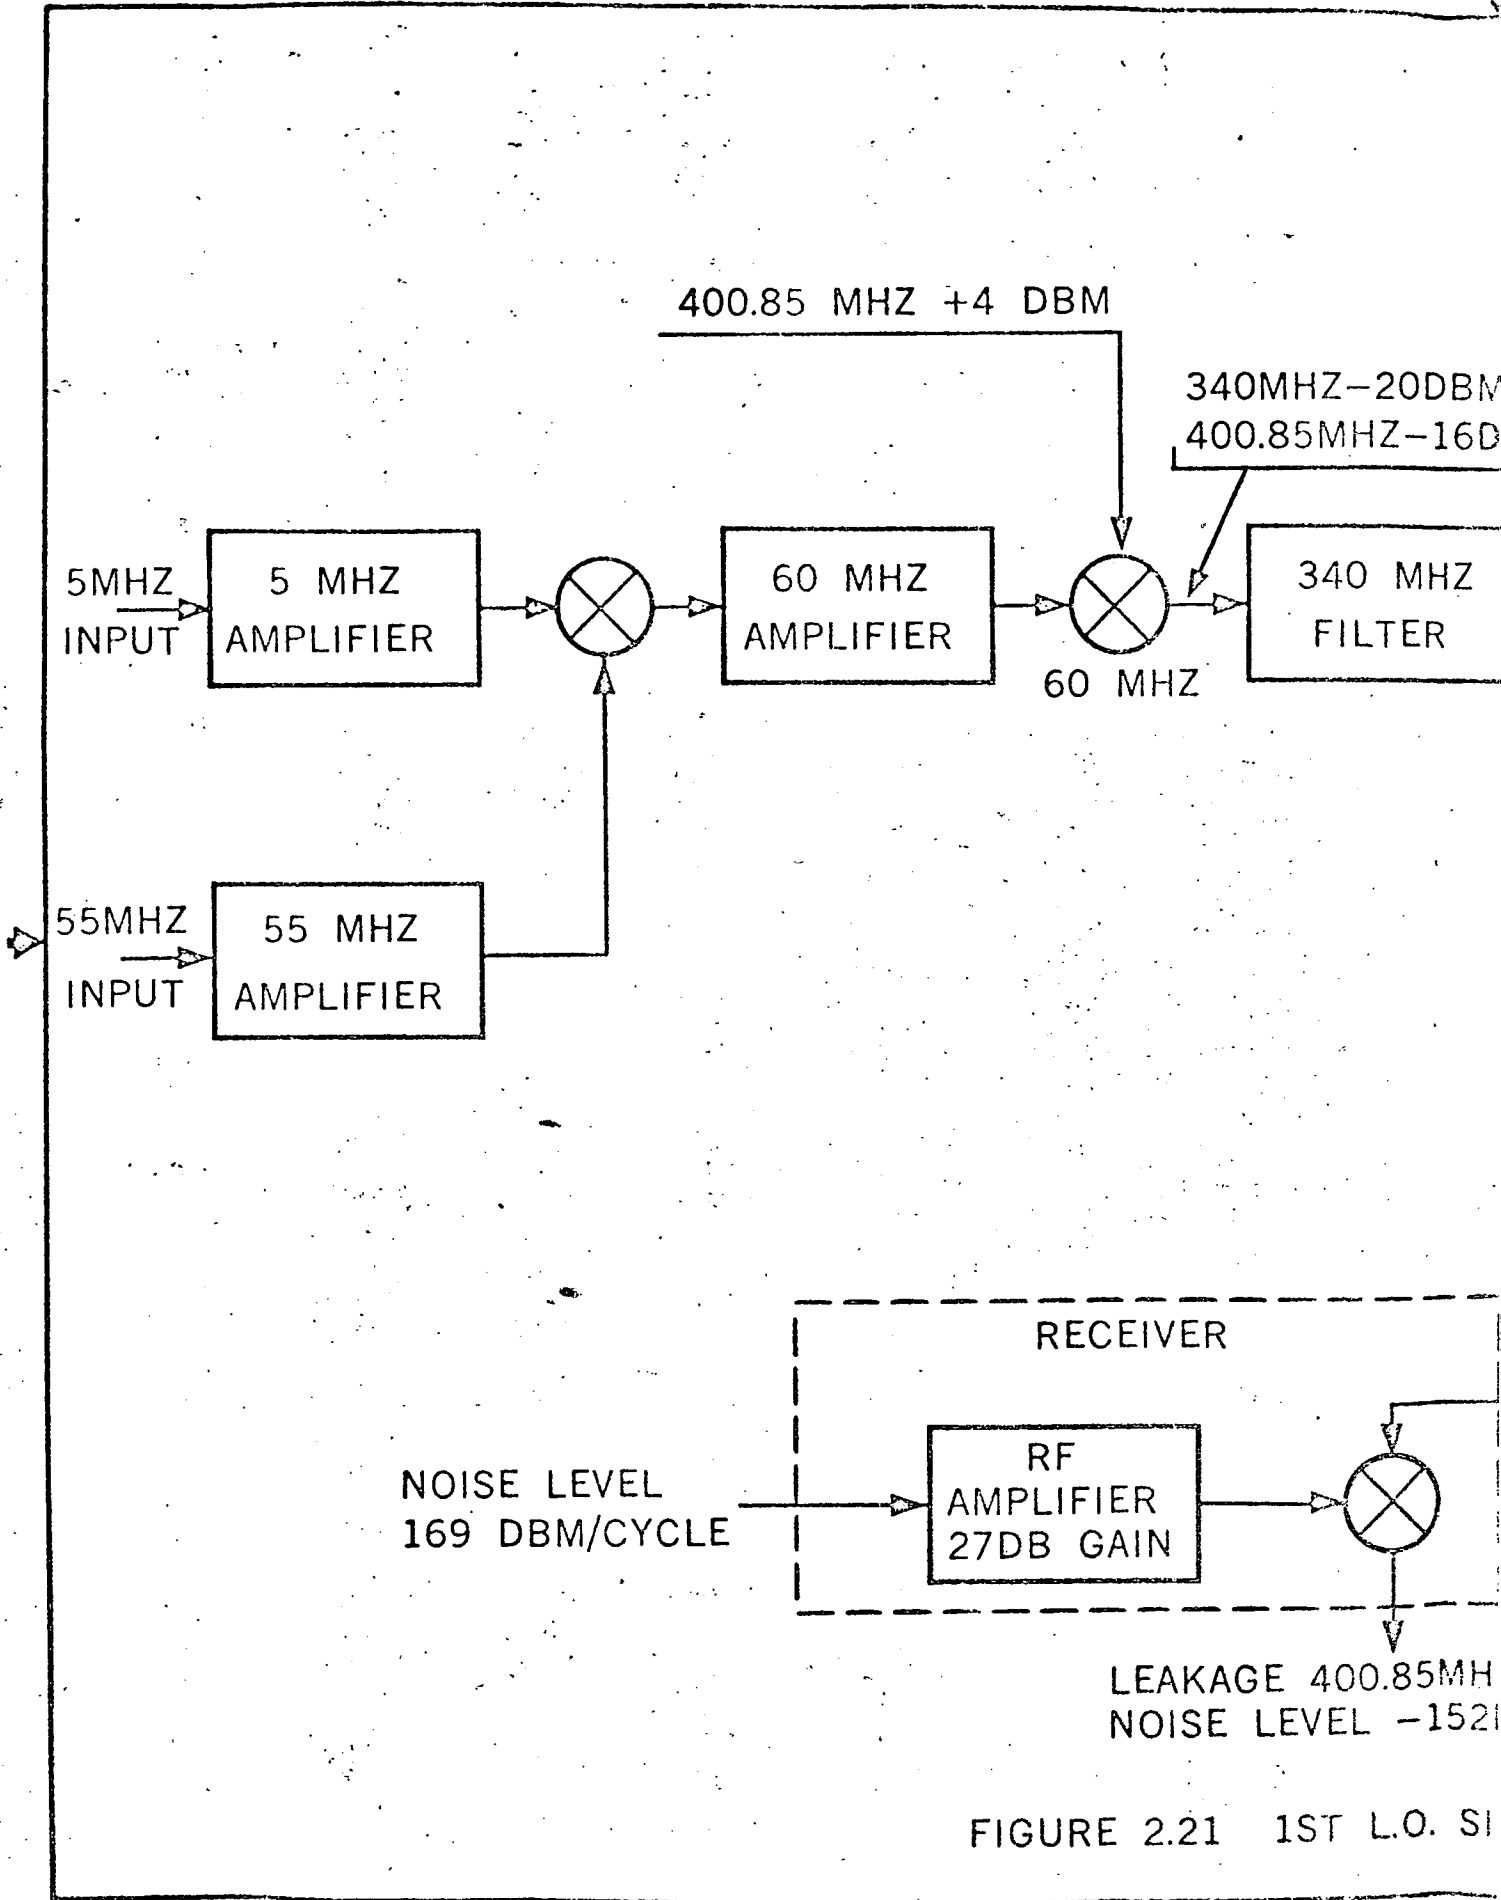 400.85 MHZ +4 DBM
340MHZ-20DBM
400.85MHZ-16D
5MHZ
INPUT
5 MHZ
AMPLIFIER
60 MHZ
AMPLIFIER
60 MHZ
340 MHZ
FILTER
55MHZ
INPUT
55 MHZ
AMPLIFIER
RECEIVER
NOISE LEVEL
169 DBM/CYCLE
RF
AMPLIFIER
27DB GAIN
LEAKAGE 400.85MH
NOISE LEVEL -152
FIGURE 2.21 1ST L.O. SI